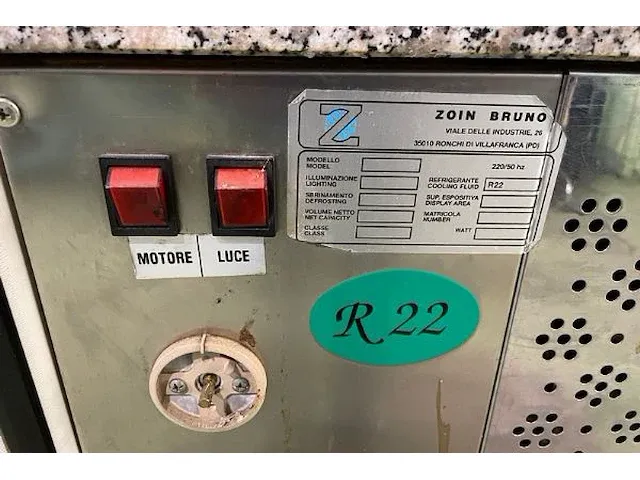 Z
ZOIN BRUNO
VIALE DELLE INDUSTRIE, 26
35010 RONCHI DI VILLAFRANCA (PD)
MODELLO
MODEL
220/50 hz
ILLUMINAZIONE
LIGHTING
REFRIGERANTE
COOLING FLUID
R22
SBRINAMENTO
DEFROSTING
SUP. ESPOSITIVA
DISPLAY AREA
VOLUME NETTO
NET CAPACITY
MATRICOLA
NUMBER
CLASSE
CLASS
WATT
MOTORE
LUCE
R 22